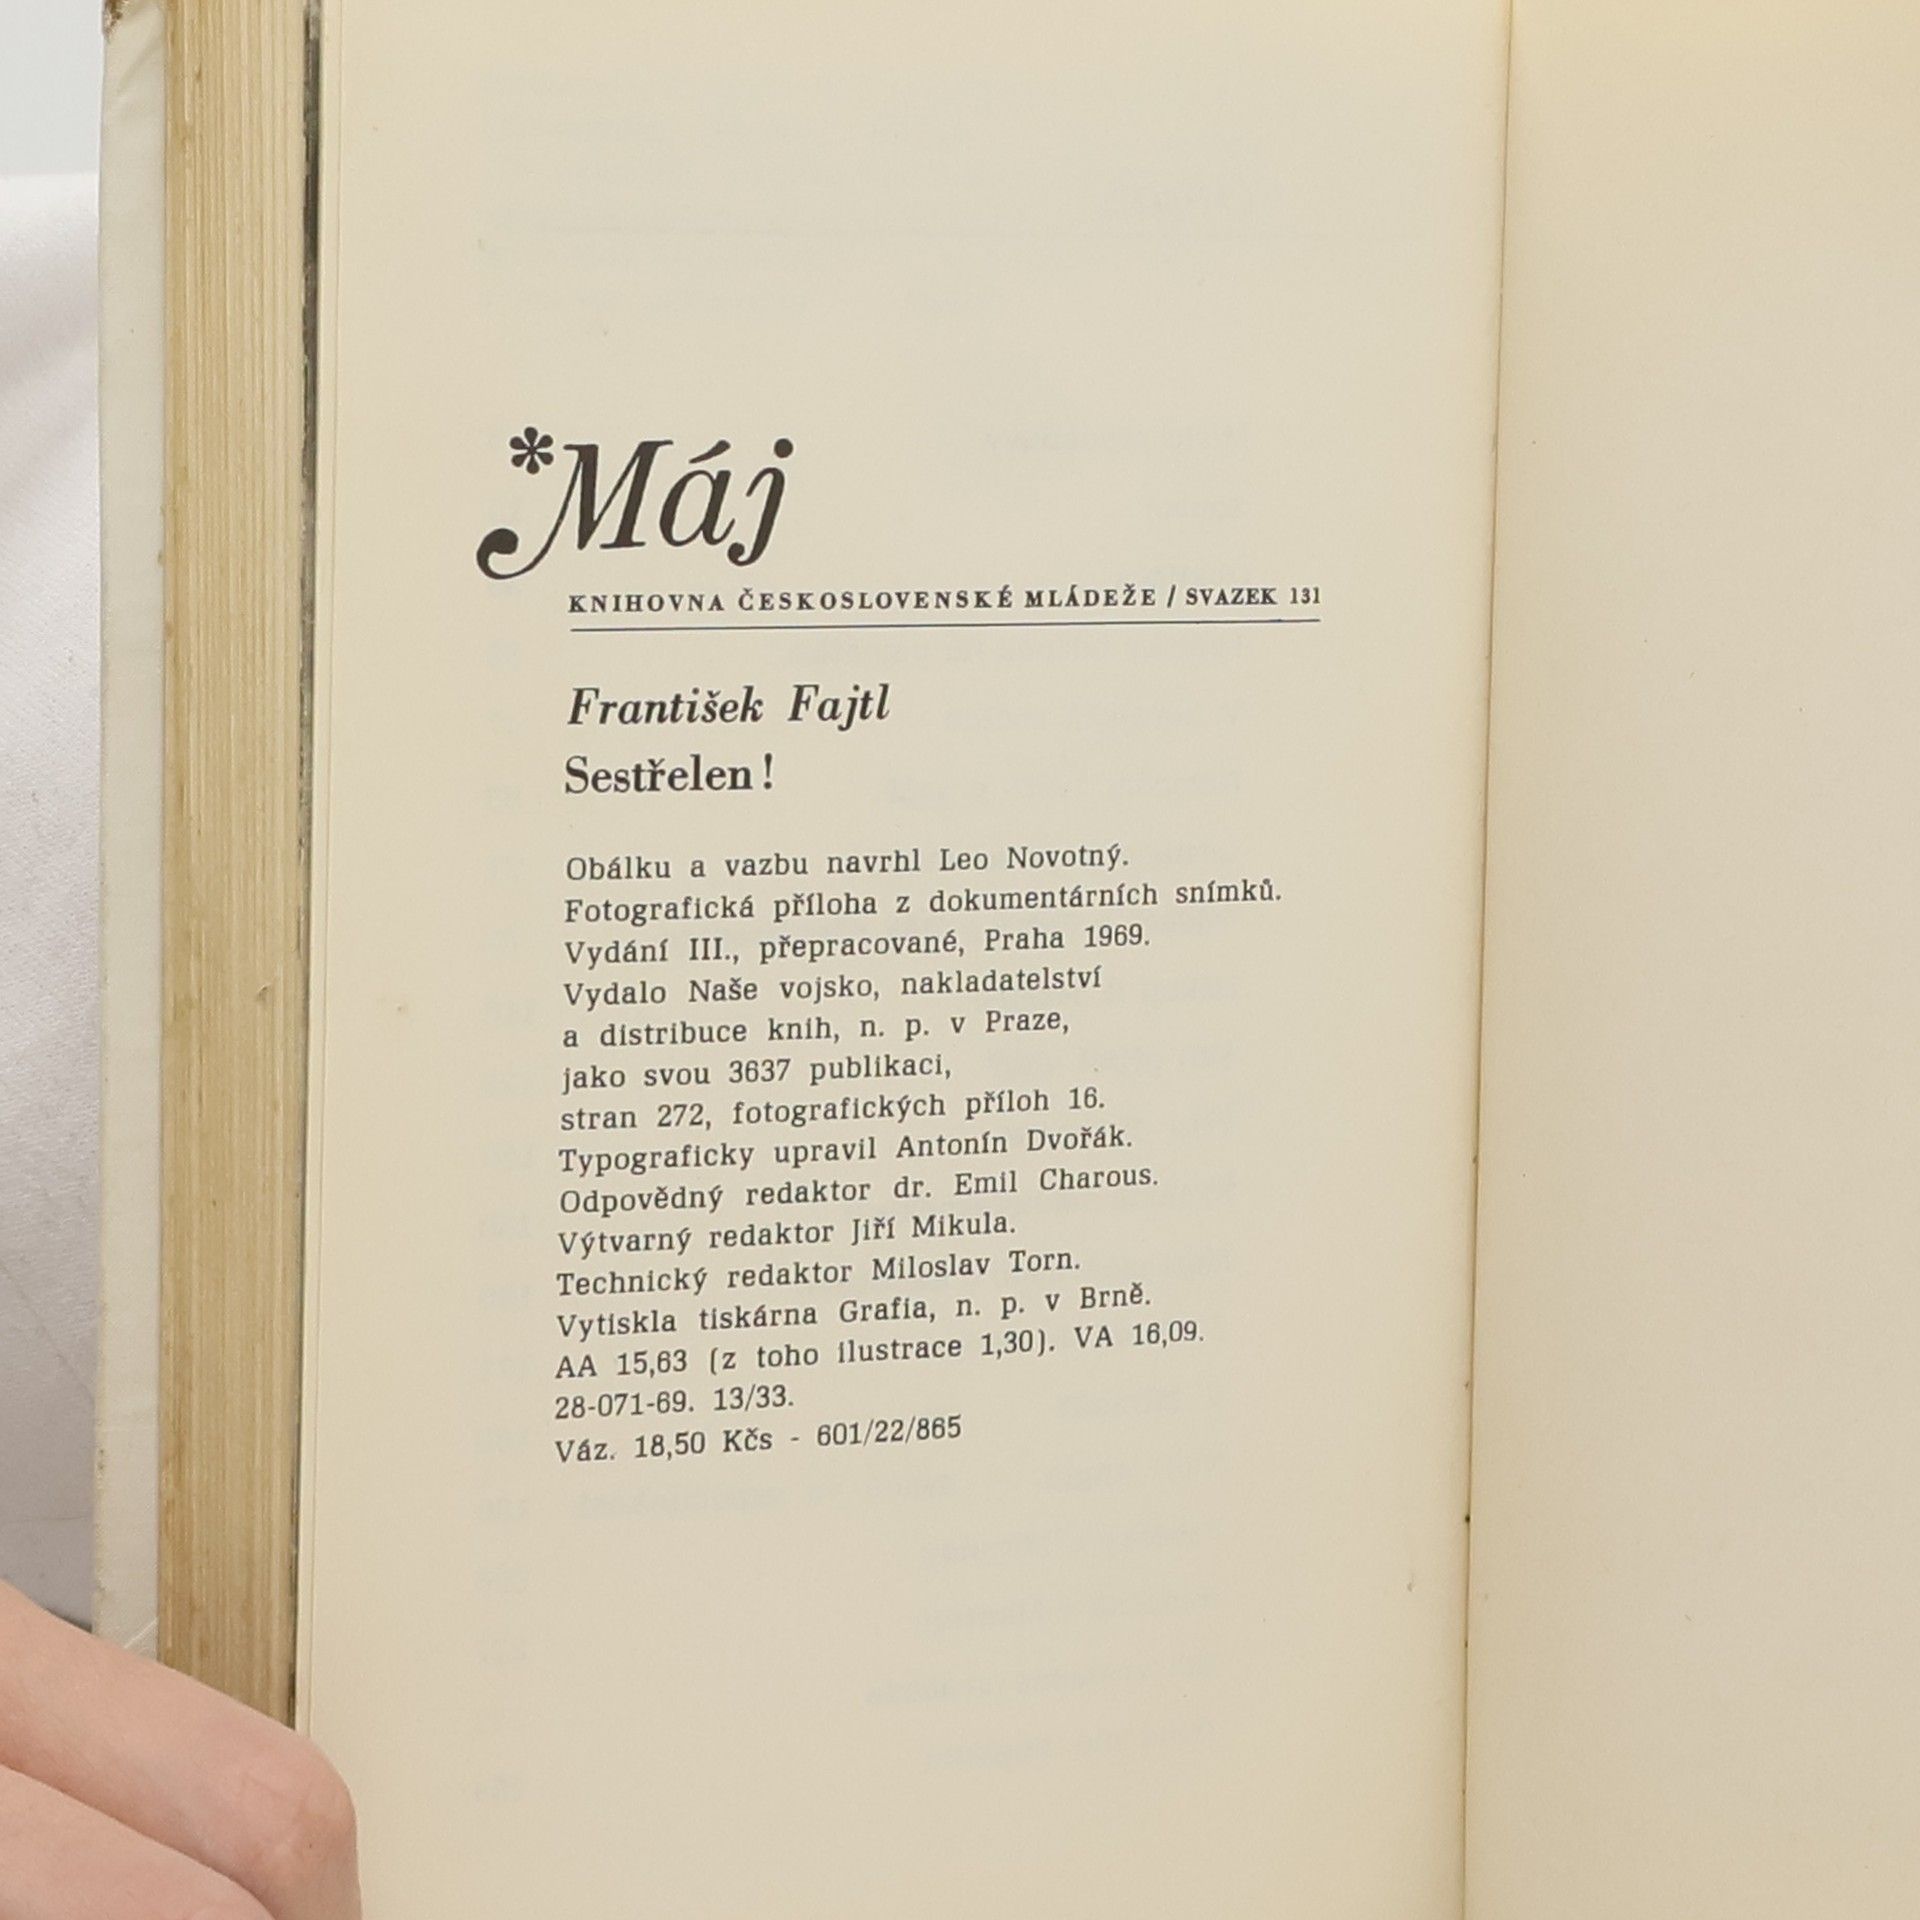 *Máj
KNIHOVNA ČESKOSLOVENSKÉ MLÁDEŽE / SVAZEK 131
František Fajtl
Sestřelen!
Obálku a vazbu navrhl Leo Novotný.
Fotografická příloha z dokumentárních snímků.
Vydání III., přepracované, Praha 1969.
Vydalo Naše vojsko, nakladatelství
a distribuce knih, n. p. v Praze,
jako svou 3637 publikaci,
stran 272, fotografických příloh 16.
Typograficky upravil Antonín Dvořák.
Odpovědný redaktor dr. Emil Charous.
Výtvarný redaktor Jiří Mikula.
Technický redaktor Miloslav Torn.
Vytiskla tiskárna Grafia, n. p. v Brně.
AA 15,63 (z toho ilustrace 1,30). VA 16,09.
28-071-69. 13/33.
Váz. 18,50 Kčs - 601/22/865